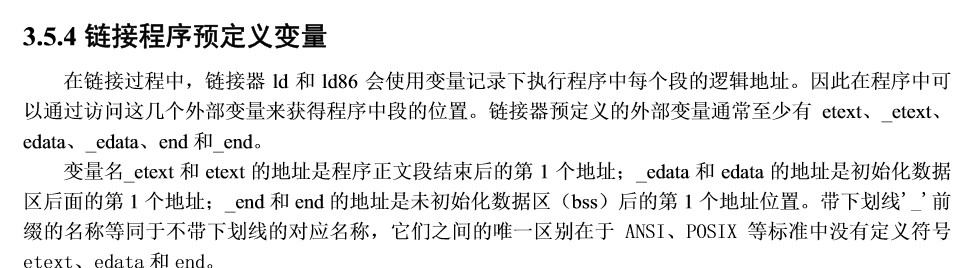 3.5.4 链接程序预定义变量
在链接过程中，链接器 ld 和 ld86 会使用变量记录下执行程序中每个段的逻辑地址。因此在程序中可
以通过访问这几个外部变量来获得程序中段的位置。链接器预定义的外部变量通常至少有 etext、_etext、
edata、_edata、end 和_end。
变量名_etext 和 etext 的地址是程序正文段结束后的第 1 个地址；_edata 和 edata 的地址是初始化数据
区后面的第 1 个地址；_end 和 end 的地址是未初始化数据区（bss）后的第 1 个地址位置。带下划线'_'前
缀的名称等同于不带下划线的对应名称，它们之间的唯一区别在于 ANSI、POSIX 等标准中没有定义符号
etext、edata 和 end。